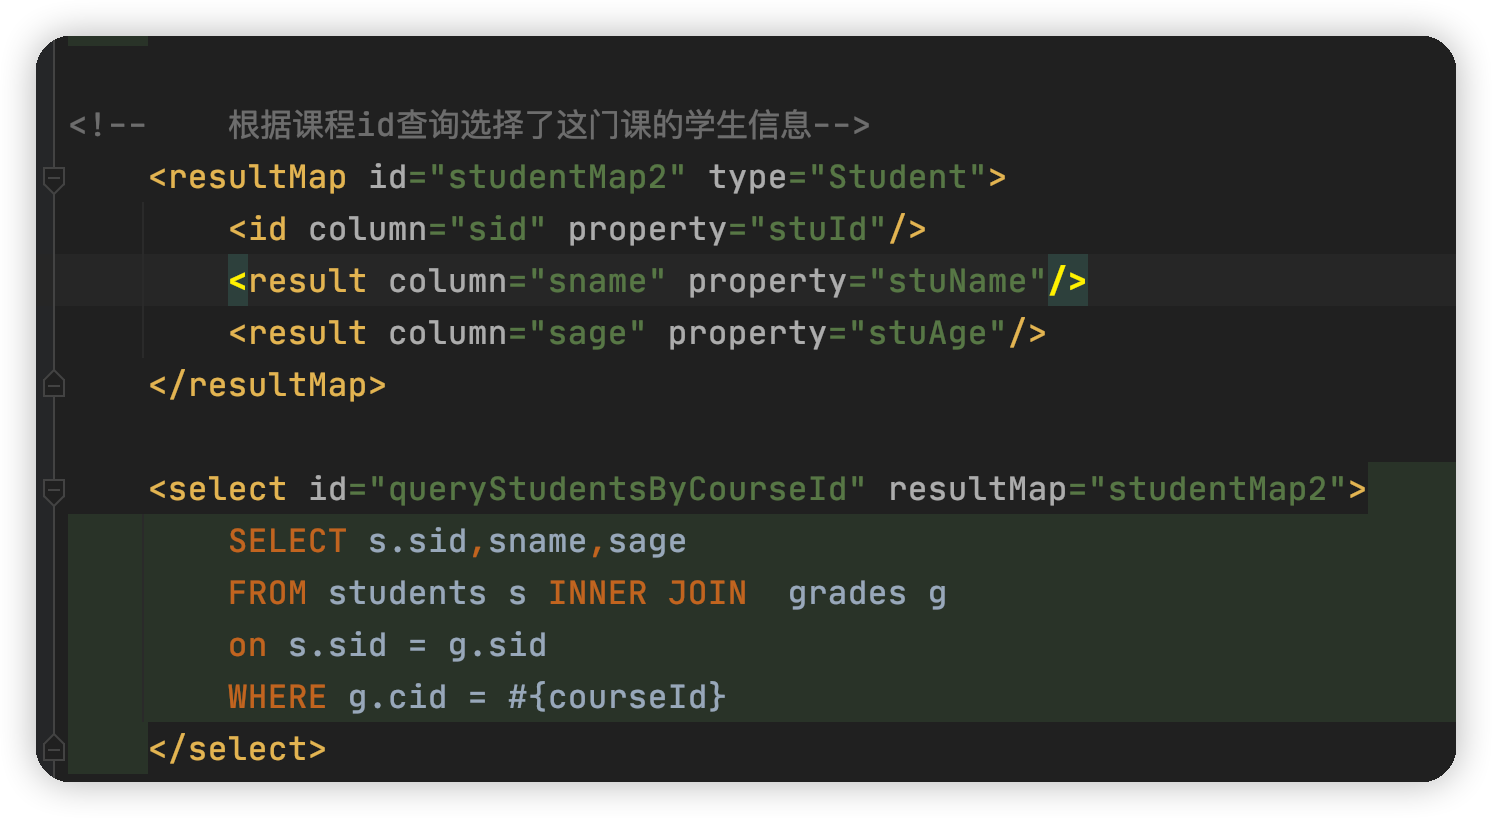 <!--    根据课程id查询选择了这门课的学生信息-->
    <resultMap id="studentMap2" type="Student">
        <id column="sid" property="stuId"/>
        <result column="sname" property="stuName"/>
        <result column="sage" property="stuAge"/>
    </resultMap>
    <select id="queryStudentsByCourseId" resultMap="studentMap2">
        SELECT s.sid,sname,sage
        FROM students s INNER JOIN  grades g
        on s.sid = g.sid
        WHERE g.cid = #{courseId}
    </select>